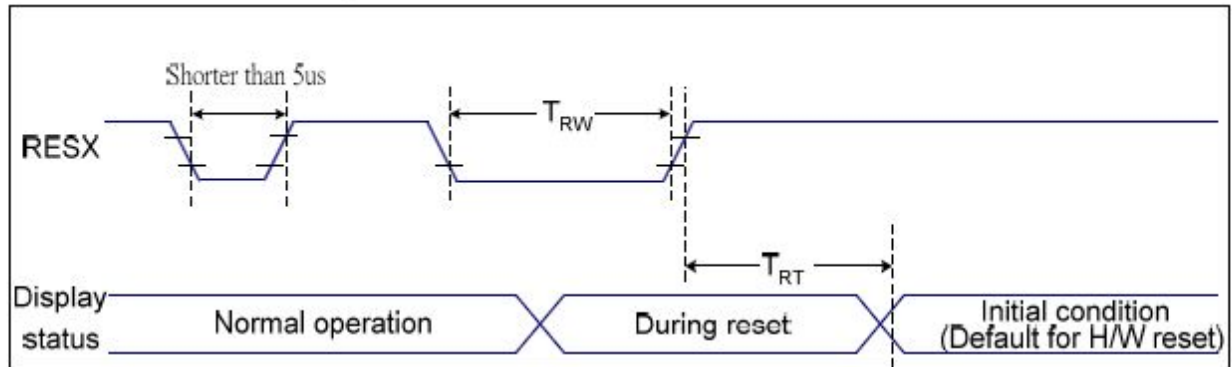 Shorter than 5us
RESX
TRW
TRT
Display
status
Normal operation
During reset
Initial condition
(Default for H/W reset)